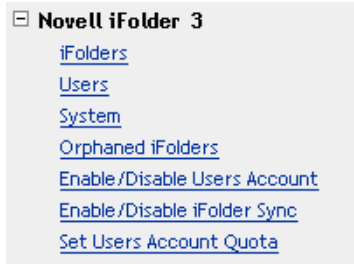 Novell iFolder 3
iFolders
Users
System
Orphaned iFolders
Enable/Disable Users Account
Enable/Disable iFolder Sync
Set Users Account Quota